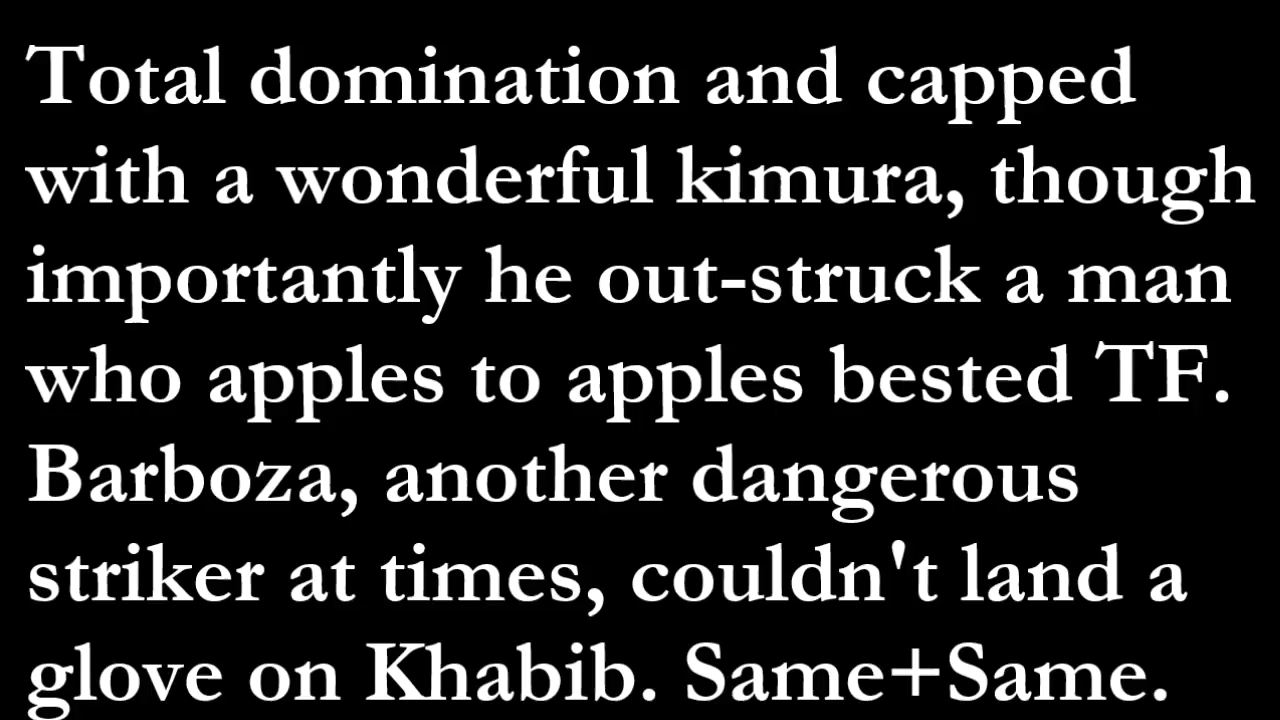 Total domination and capped
with a wonderful kimura, though
importantly he out-struck a man
who apples to apples bested TF.
Barboza, another dangerous
striker at times, couldn't land a
glove on Khabib. Same+Same.